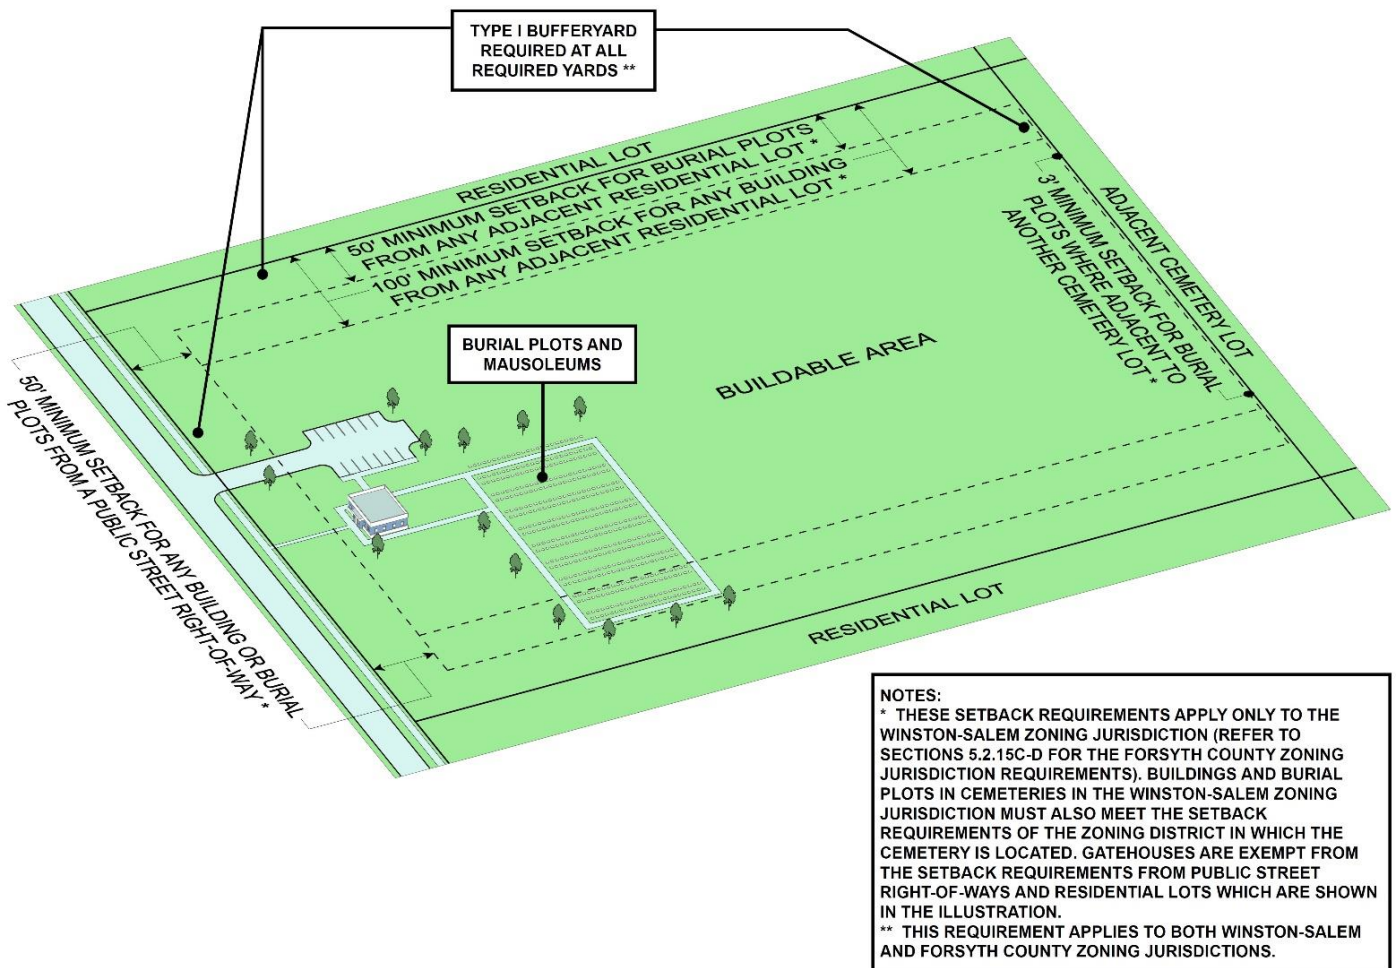 TYPE I BUFFERYARD
REQUIRED AT ALL
REQUIRED YARDS **
RESIDENTIAL LOT
50' MINIMUM SETBACK FOR BURIAL PLOTS
FROM ANY ADJACENT RESIDENTIAL LOT *
100' MINIMUM SETBACK FOR ANY BUILDING
FROM ANY ADJACENT RESIDENTIAL LOT *
ADJACENT CEMETERY LOT
3' MINIMUM SETBACK FOR BURIAL
PLOTS WHERE ADJACENT TO
ANOTHER CEMETERY LOT *
BURIAL PLOTS AND
MAUSOLEUMS
BUILDABLE AREA
50' MINIMUM SETBACK FOR ANY BUILDING OR BURIAL
PLOTS FROM A PUBLIC STREET RIGHT-OF-WAY *
RESIDENTIAL LOT
NOTES:
* THESE SETBACK REQUIREMENTS APPLY ONLY TO THE
WINSTON-SALEM ZONING JURISDICTION (REFER TO
SECTIONS 5.2.15C-D FOR THE FORSYTH COUNTY ZONING
JURISDICTION REQUIREMENTS). BUILDINGS AND BURIAL
PLOTS IN CEMETERIES IN THE WINSTON-SALEM ZONING
JURISDICTION MUST ALSO MEET THE SETBACK
REQUIREMENTS OF THE ZONING DISTRICT IN WHICH THE
CEMETERY IS LOCATED. GATEHOUSES ARE EXEMPT FROM
THE SETBACK REQUIREMENTS FROM PUBLIC STREET
RIGHT-OF-WAYS AND RESIDENTIAL LOTS WHICH ARE SHOWN
IN THE ILLUSTRATION.
** THIS REQUIREMENT APPLIES TO BOTH WINSTON-SALEM
AND FORSYTH COUNTY ZONING JURISDICTIONS.